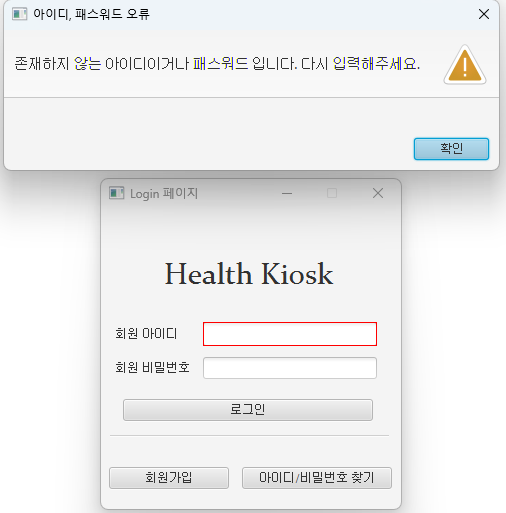 아이디, 패스워드 오류
존재하지 않는 아이디이거나 패스워드 입니다. 다시 입력해주세요.
확인
Login 페이지
Health Kiosk
회원 아이디
회원 비밀번호
로그인
회원가입
아이디/비밀번호 찾기